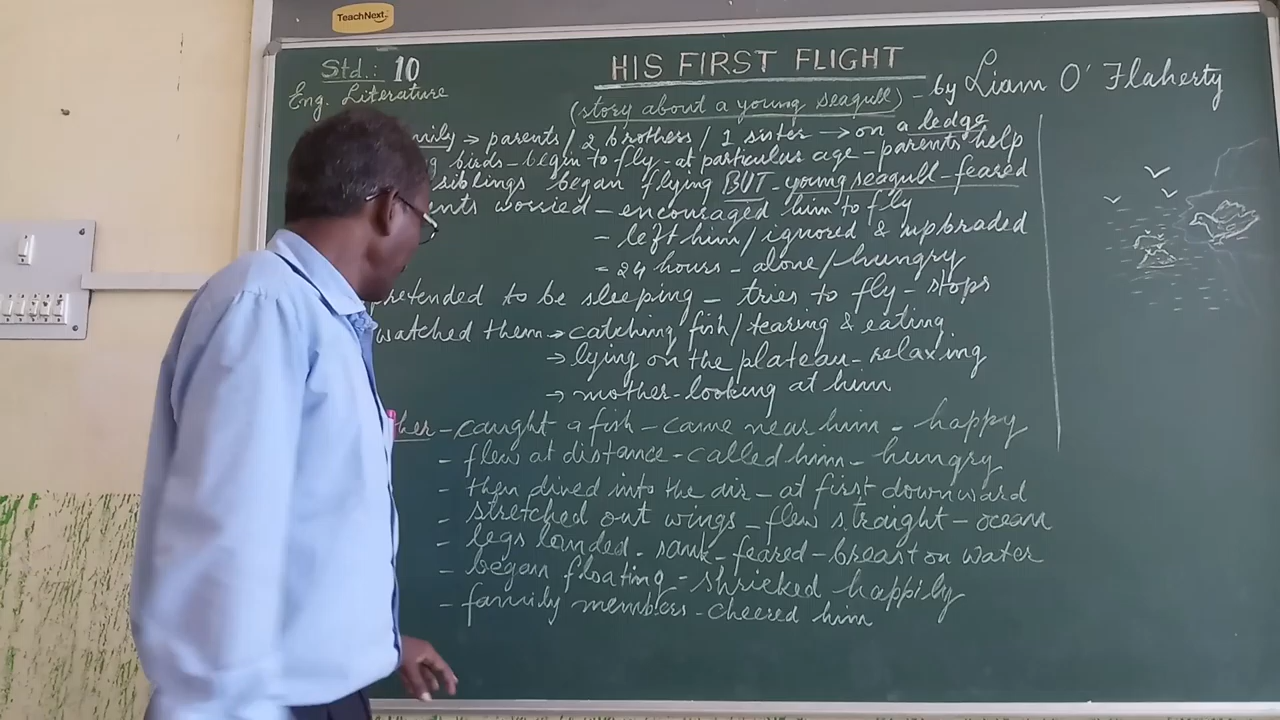 TeachNext
Std.: 10
HIS FIRST FLIGHT
Eng. Literature
(story about a young seagull) - by Liam O' Flaherty
mily → parents / 2 brothers / 1 sister → on a ledge
g birds - begin to fly - at particular age - parents help
siblings began flying BUT - young seagull - feared
ents worried - encouraged him to fly
- left him / ignored & upbraded
- 24 hours - alone / hungry
pretended to be sleeping - tries to fly - stops
watched them → catching fish / tearing & eating.
→ lying on the plateau - relaxing
→ mother - looking at him
her - caught a fish - came near him - happy
- flew at distance - called him - hungry
- then dived into the air - at first downward
- stretched out wings - flew straight - ocean
- legs landed - sank - feared - breast on water
- began floating - shrieked happily
- family members - cheered him